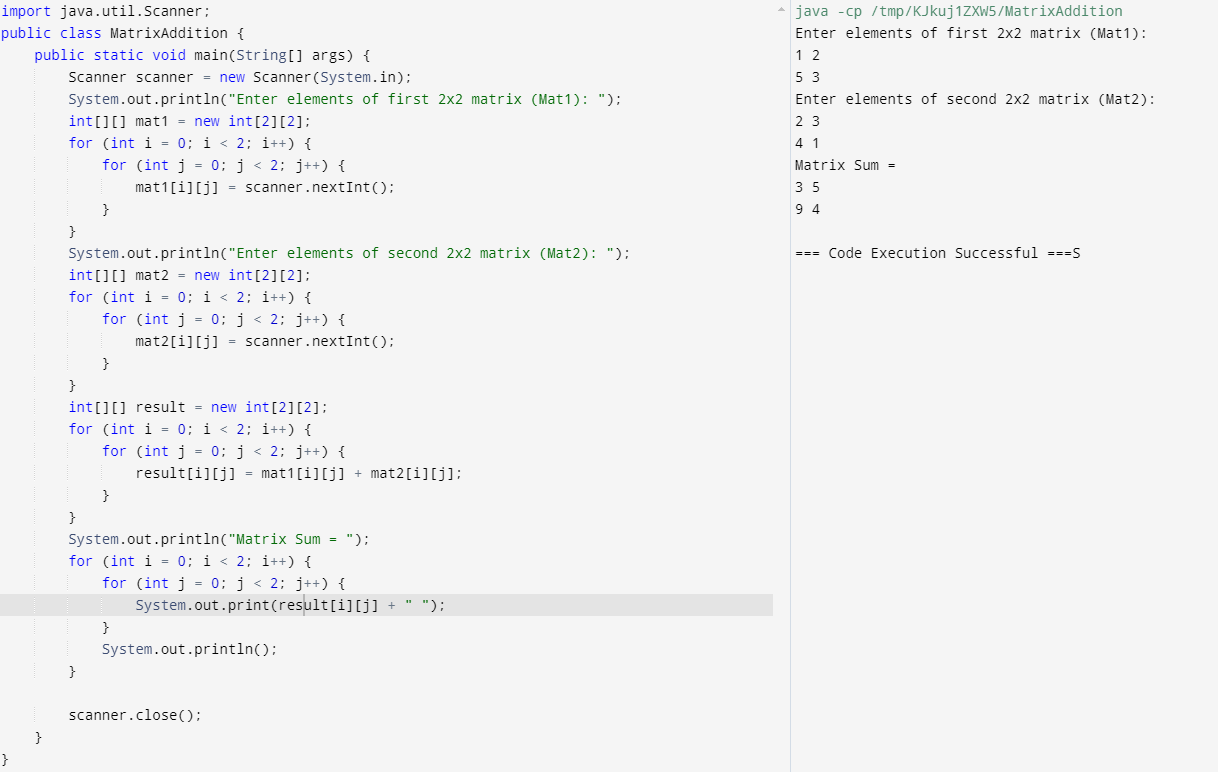 import java.util.Scanner;
public class MatrixAddition {
    public static void main(String[] args) {
        Scanner scanner = new Scanner(System.in);
        System.out.println("Enter elements of first 2x2 matrix (Mat1): ");
        int[][] mat1 = new int[2][2];
        for (int i = 0; i < 2; i++) {
            for (int j = 0; j < 2; j++) {
                mat1[i][j] = scanner.nextInt();
            }
        }
        System.out.println("Enter elements of second 2x2 matrix (Mat2): ");
        int[][] mat2 = new int[2][2];
        for (int i = 0; i < 2; i++) {
            for (int j = 0; j < 2; j++) {
                mat2[i][j] = scanner.nextInt();
            }
        }
        int[][] result = new int[2][2];
        for (int i = 0; i < 2; i++) {
            for (int j = 0; j < 2; j++) {
                result[i][j] = mat1[i][j] + mat2[i][j];
            }
        }
        System.out.println("Matrix Sum = ");
        for (int i = 0; i < 2; i++) {
            for (int j = 0; j < 2; j++) {
                System.out.print(result[i][j] + " ");
            }
            System.out.println();
        }

        scanner.close();
    }
}
java -cp /tmp/KJkuj1ZXW5/MatrixAddition
Enter elements of first 2x2 matrix (Mat1):
1 2
5 3
Enter elements of second 2x2 matrix (Mat2):
2 3
4 1
Matrix Sum =
3 5
9 4

=== Code Execution Successful ===S